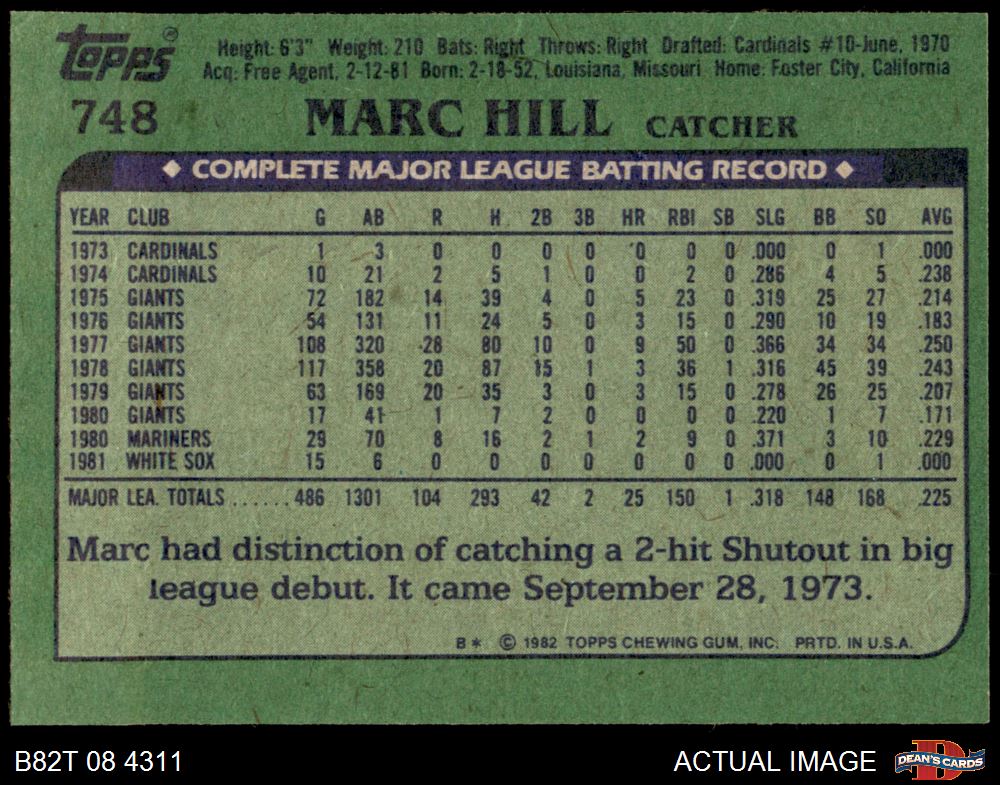 Topps® Height: 6'3" Weight: 210 Bats: Right Throws: Right Drafted: Cardinals #10-June, 1970
Acq: Free Agent, 2-12-81 Born: 2-18-52, Louisiana, Missouri Home: Foster City, California
748 MARC HILL CATCHER
◆ COMPLETE MAJOR LEAGUE BATTING RECORD ◆
YEAR CLUB G AB R H 2B 3B HR RBI SB SLG BB SO AVG
1973 CARDINALS 1 3 0 0 0 0 0 0 0 .000 0 1 .000
1974 CARDINALS 10 21 2 5 1 0 0 2 0 .286 4 5 .238
1975 GIANTS 72 182 14 39 4 0 5 23 0 .319 25 27 .214
1976 GIANTS 54 131 11 24 5 0 3 15 0 .290 10 19 .183
1977 GIANTS 108 320 28 80 10 0 9 50 0 .366 34 34 .250
1978 GIANTS 117 358 20 87 15 1 3 36 1 .316 45 39 .243
1979 GIANTS 63 169 20 35 3 0 3 15 0 .278 26 25 .207
1980 GIANTS 17 41 1 7 2 0 0 0 0 .220 1 7 .171
1980 MARINERS 29 70 8 16 2 1 2 9 0 .371 3 10 .229
1981 WHITE SOX 15 6 0 0 0 0 0 0 0 .000 0 1 .000
MAJOR LEA. TOTALS ...... 486 1301 104 293 42 2 25 150 1 .318 148 168 .225
Marc had distinction of catching a 2-hit Shutout in big
league debut. It came September 28, 1973.
B* © 1982 TOPPS CHEWING GUM, INC. PRTD. IN U.S.A.
B82T 08 4311 ACTUAL IMAGE D DEAN'S CARDS